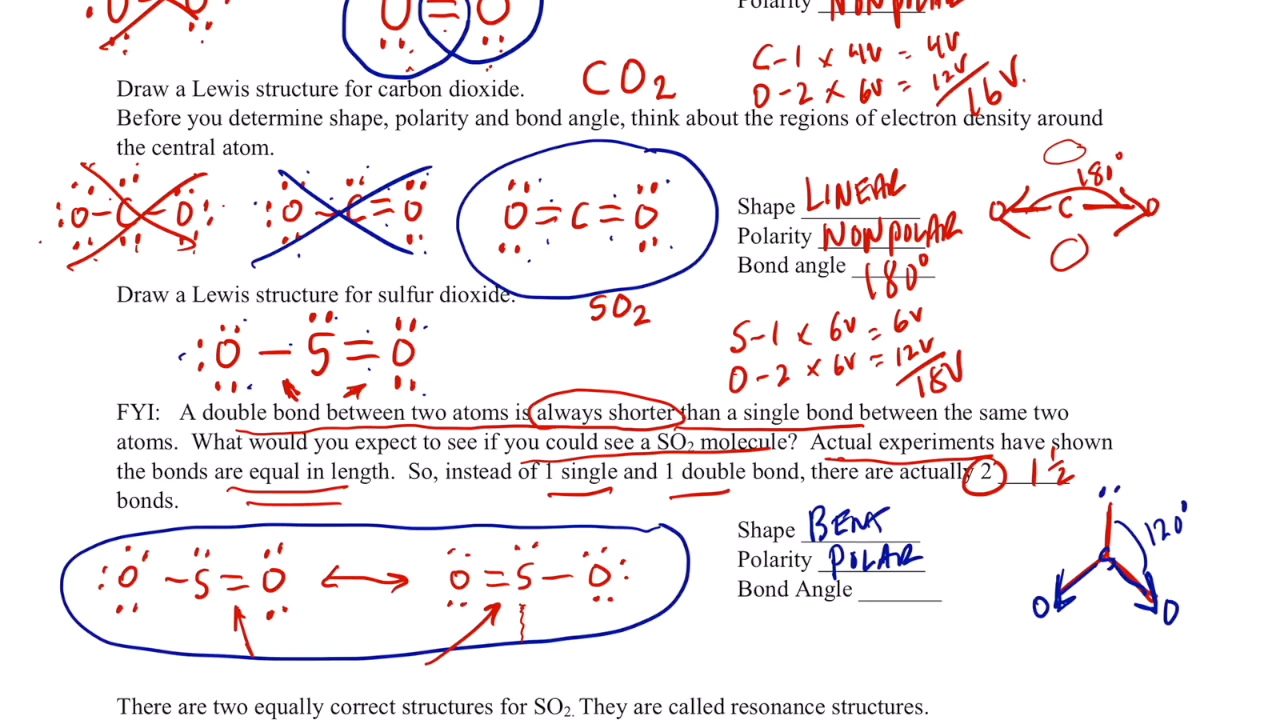 O = O
Polarity NONPOLAR
C-1 x 4V = 4V
O-2 x 6V = 12V
16V.
Draw a Lewis structure for carbon dioxide. CO2
Before you determine shape, polarity and bond angle, think about the regions of electron density around
the central atom.
:O-C-O: :O-C=O O=C=O
Shape LINEAR
Polarity NONPOLAR
Bond angle 180°
O C O 180°
Draw a Lewis structure for sulfur dioxide. SO2
:O - S = O
S-1 x 6V = 6V
O-2 x 6V = 12V
18V
FYI: A double bond between two atoms is always shorter than a single bond between the same two
atoms. What would you expect to see if you could see a SO2 molecule? Actual experiments have shown
the bonds are equal in length. So, instead of 1 single and 1 double bond, there are actually 2 1 1/2
bonds.
:O-S=O ↔ O=S-O:
Shape BENT
Polarity POLAR
Bond Angle
120°
S
O O
There are two equally correct structures for SO2. They are called resonance structures.